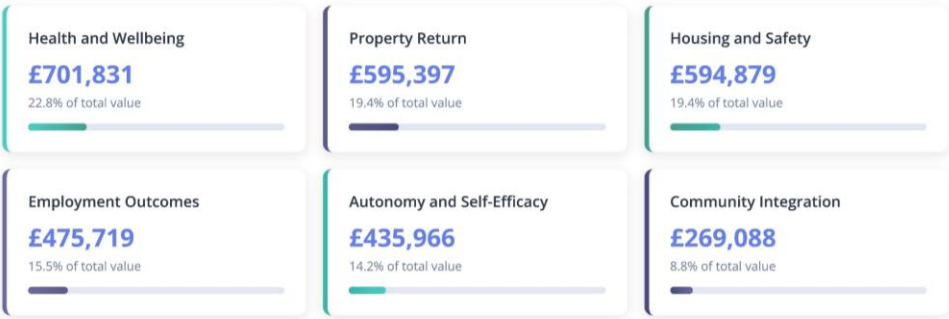 Health and Wellbeing
£701,831
22.8% of total value
Property Return
£595,397
19.4% of total value
Housing and Safety
£594,879
19.4% of total value
Employment Outcomes
£475,719
15.5% of total value
Autonomy and Self-Efficacy
£435,966
14.2% of total value
Community Integration
£269,088
8.8% of total value